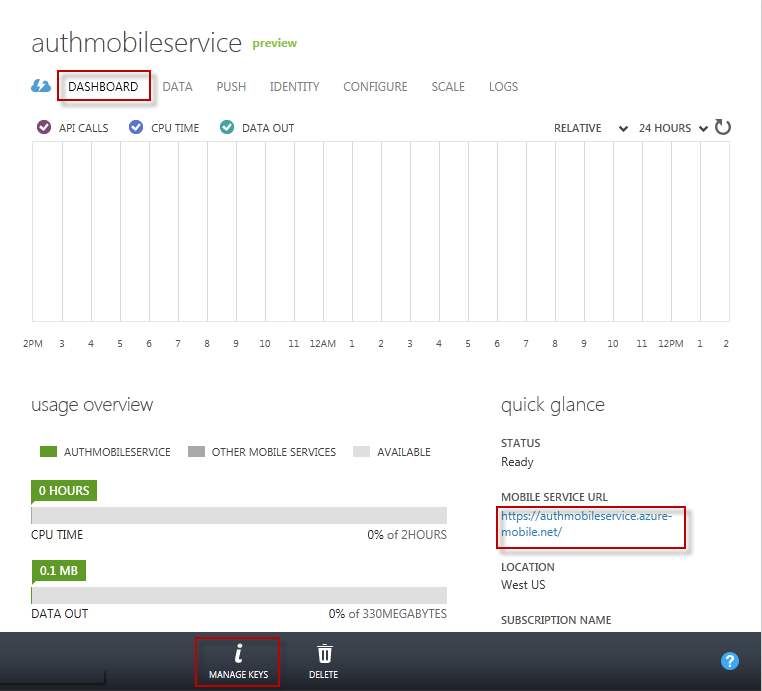 authmobileservice preview
DASHBOARD DATA PUSH IDENTITY CONFIGURE SCALE LOGS
API CALLS CPU TIME DATA OUT RELATIVE 24 HOURS
2PM 3 4 5 6 7 8 9 10 11 12AM 1 2 3 4 5 6 7 8 9 10 11 12PM 1 2
usage overview
AUTHMOBILESERVICE OTHER MOBILE SERVICES AVAILABLE
0 HOURS
CPU TIME 0% of 2HOURS
0.1 MB
DATA OUT 0% of 330MEGABYTES
quick glance
STATUS
Ready
MOBILE SERVICE URL
https://authmobileservice.azure-
mobile.net/
LOCATION
West US
SUBSCRIPTION NAME
i
MANAGE KEYS DELETE
?